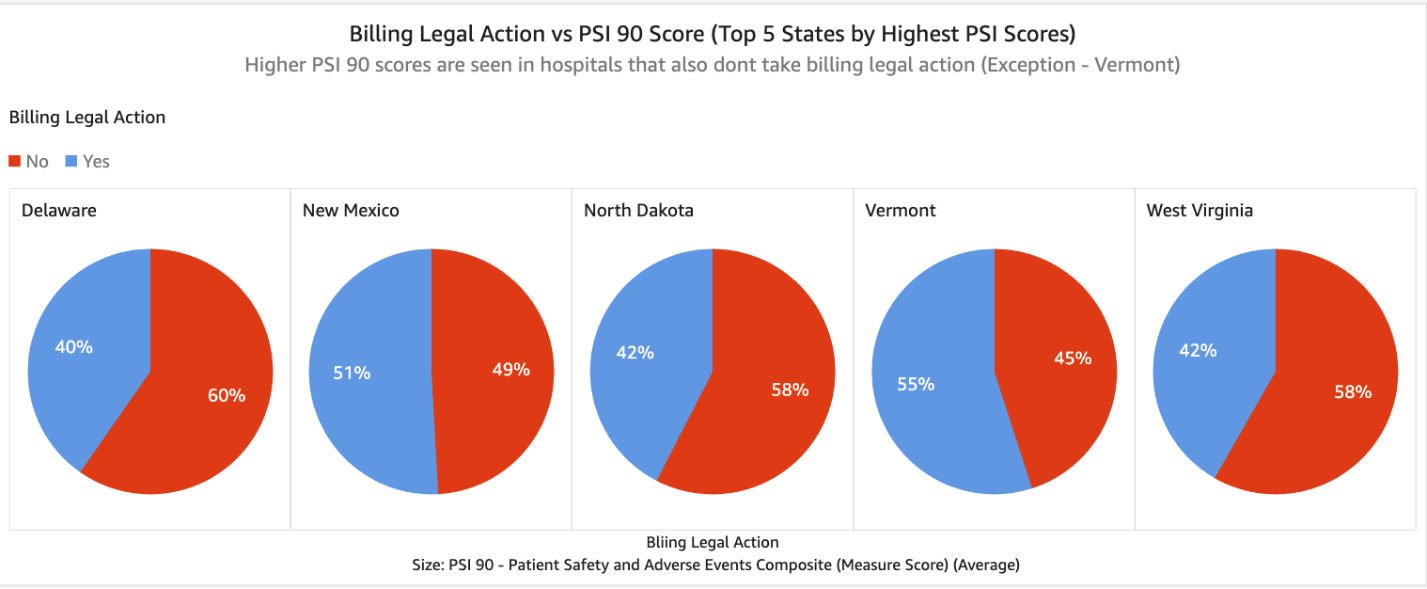 Billing Legal Action vs PSI 90 Score (Top 5 States by Highest PSI Scores)
Higher PSI 90 scores are seen in hospitals that also dont take billing legal action (Exception - Vermont)
Billing Legal Action
No Yes
Delaware New Mexico North Dakota Vermont West Virginia
40% 60% 51% 49% 42% 58% 55% 45% 42% 58%
Bliing Legal Action
Size: PSI 90 - Patient Safety and Adverse Events Composite (Measure Score) (Average)